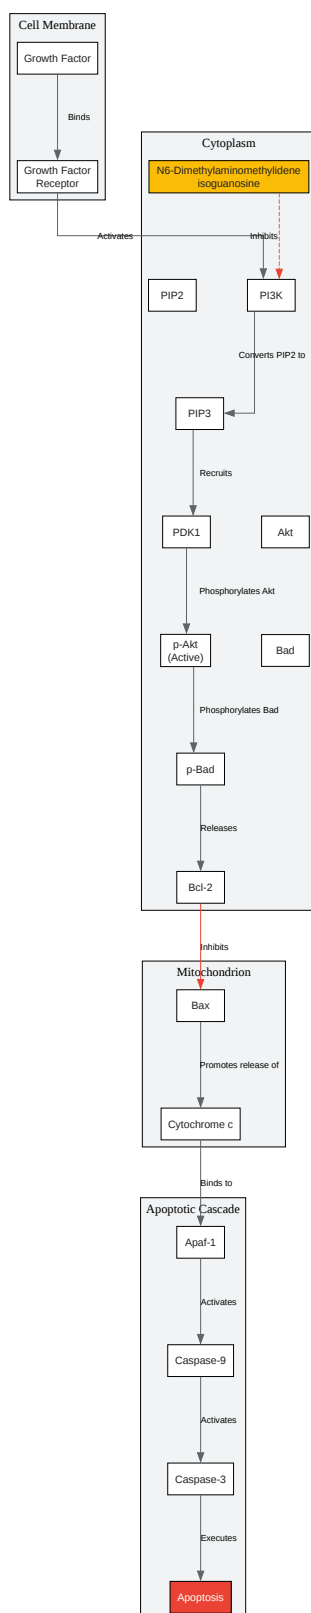 Cell Membrane
Growth Factor
Binds
Growth Factor
Receptor
Cytoplasm
N6-Dimethylaminomethylidene
isoguanosine
Activates
Inhibits
PIP2
PI3K
Converts PIP2 to
PIP3
Recruits
PDK1
Akt
Phosphorylates Akt
p-Akt
(Active)
Bad
Phosphorylates Bad
p-Bad
Releases
Bcl-2
Inhibits
Mitochondrion
Bax
Promotes release of
Cytochrome c
Binds to
Apoptotic Cascade
Apaf-1
Activates
Caspase-9
Activates
Caspase-3
Executes
Apoptosis